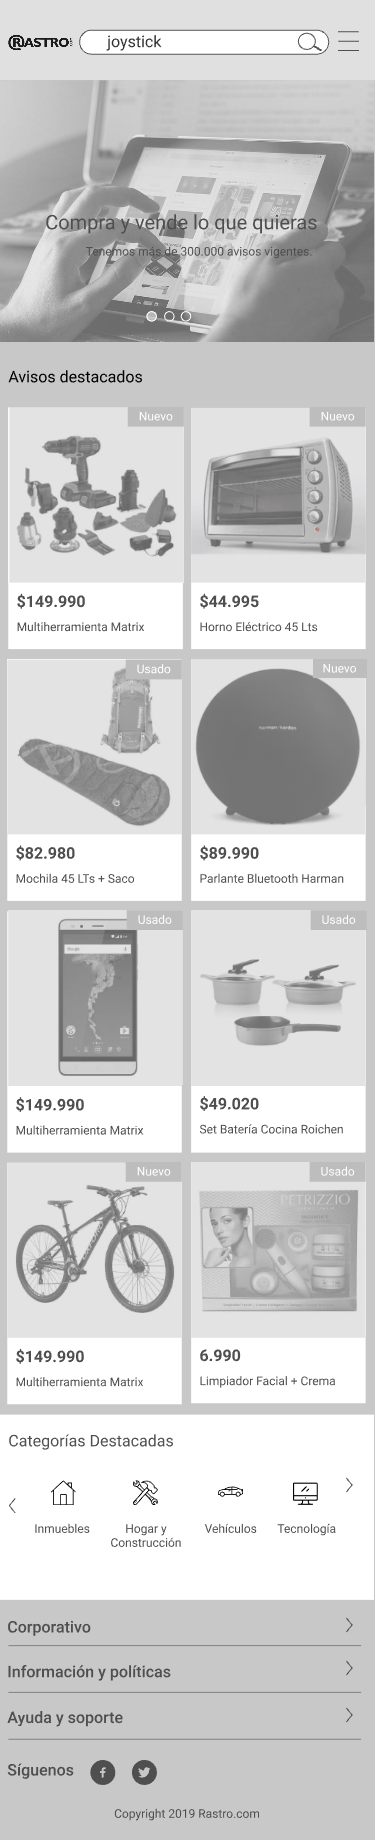 RASTRO
joystick
Compra y vende lo que quieras
Tenemos más de 300.000 avisos vigentes.
Avisos destacados
Nuevo
Nuevo
$149.990
$44.995
Multiherramienta Matrix
Horno Eléctrico 45 Lts
Usado
Nuevo
harman kardon
$82.980
$89.990
Mochila 45 LTs + Saco
Parlante Bluetooth Harman
Usado
Usado
Google
$149.990
$49.020
Multiherramienta Matrix
Set Batería Cocina Roichen
Nuevo
Usado
PETRIZZIO
$149.990
6.990
Multiherramienta Matrix
Limpiador Facial + Crema
Categorías Destacadas
Inmuebles
Hogar y
Construcción
Vehículos
Tecnología
Corporativo
Información y políticas
Ayuda y soporte
Síguenos
Copyright 2019 Rastro.com